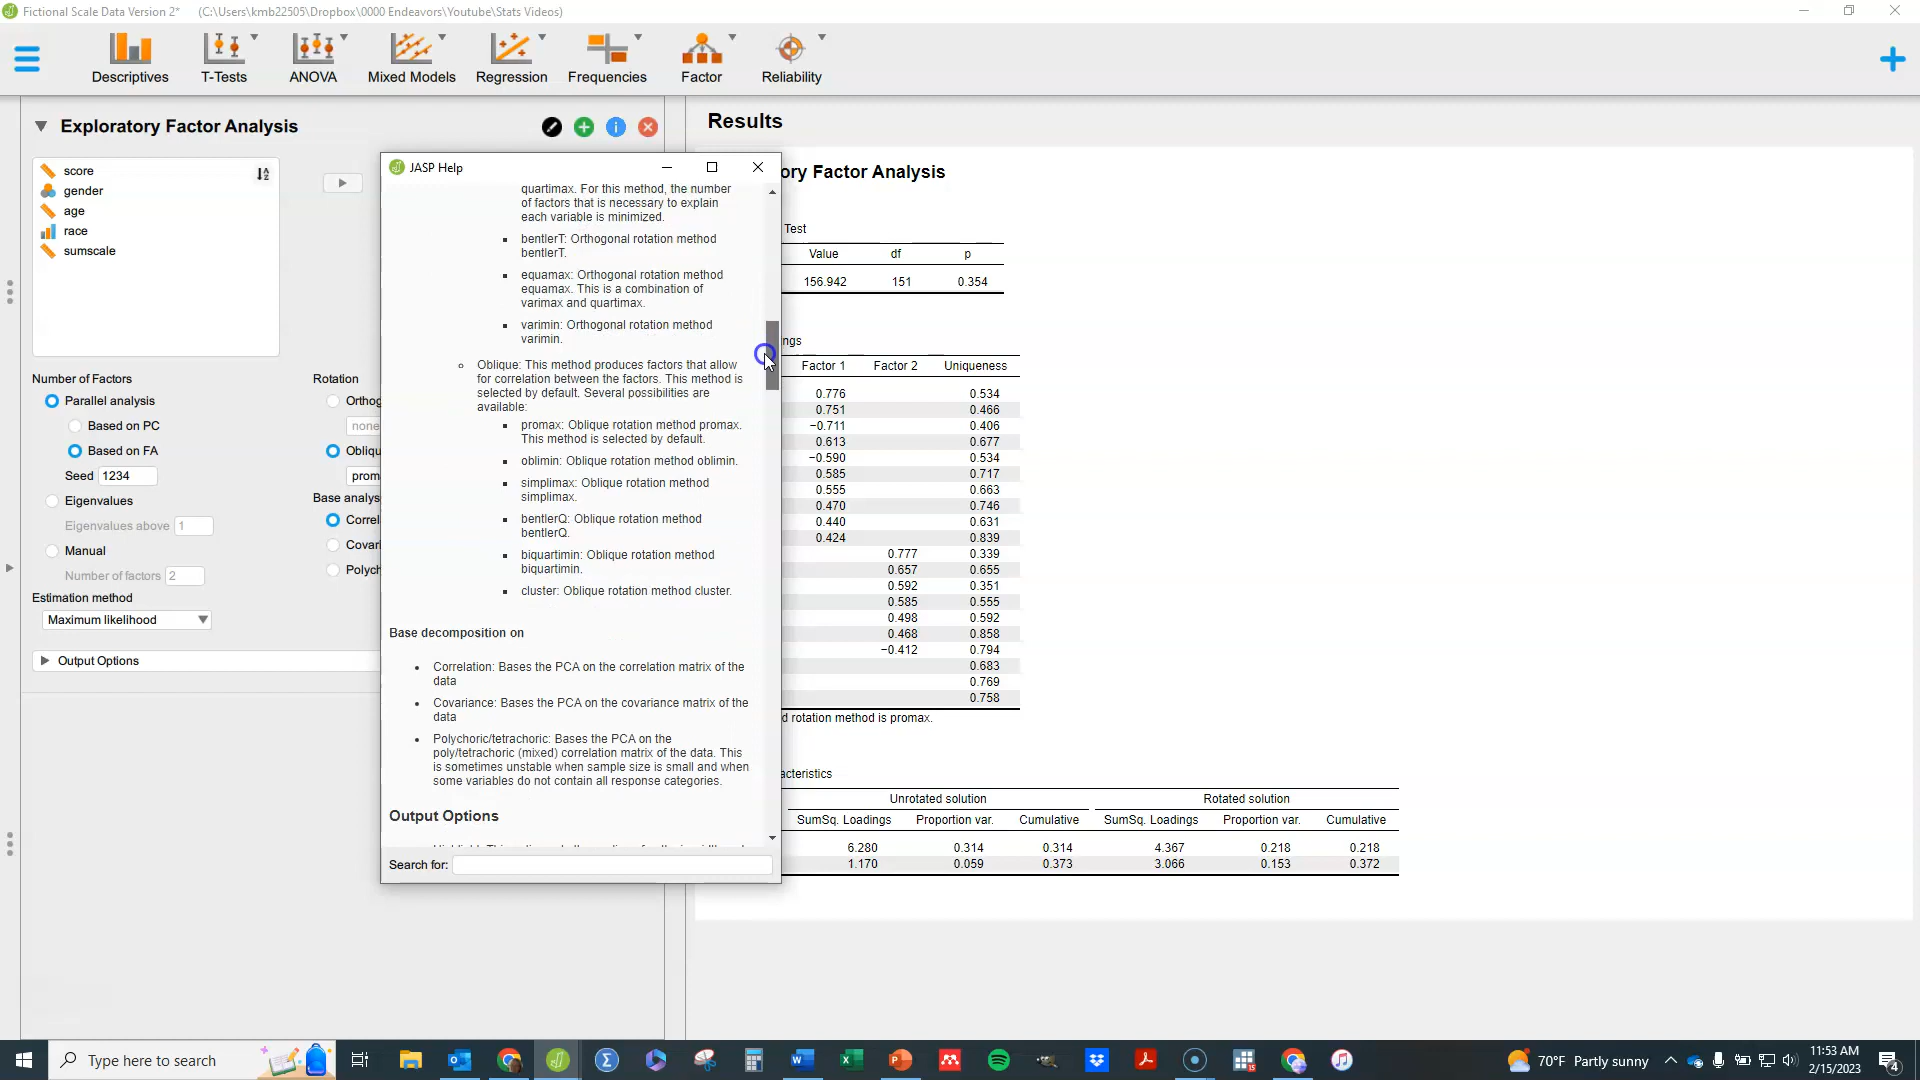 Fictional Scale Data Version 2* (C:\Users\kmb22505\Dropbox\0000 Endeavors\Youtube\Stats Videos)
Descriptives T-Tests ANOVA Mixed Models Regression Frequencies Factor Reliability
Exploratory Factor Analysis
score
gender
age
race
sumscale
Number of Factors
Parallel analysis
Based on PC
Based on FA
Seed 1234
Eigenvalues
Eigenvalues above 1
Manual
Number of factors 2
Estimation method
Maximum likelihood
Output Options
Rotation
Orthog
none
Obliqu
prom
Base analys
Correl
Covari
Polych
JASP Help
quartimax. For this method, the number
of factors that is necessary to explain
each variable is minimized.
bentlerT: Orthogonal rotation method
bentlerT.
equamax: Orthogonal rotation method
equamax. This is a combination of
varimax and quartimax.
varimin: Orthogonal rotation method
varimin.
Oblique: This method produces factors that allow
for correlation between the factors. This method is
selected by default. Several possibilities are
available:
promax: Oblique rotation method promax.
This method is selected by default.
oblimin: Oblique rotation method oblimin.
simplimax: Oblique rotation method
simplimax.
bentlerQ: Oblique rotation method
bentlerQ.
biquartimin: Oblique rotation method
biquartimin.
cluster: Oblique rotation method cluster.
Base decomposition on
Correlation: Bases the PCA on the correlation matrix of the
data
Covariance: Bases the PCA on the covariance matrix of the
data
Polychoric/tetrachoric: Bases the PCA on the
poly/tetrachoric (mixed) correlation matrix of the data. This
is sometimes unstable when sample size is small and when
some variables do not contain all response categories.
Output Options
Search for:
Results
ory Factor Analysis
Test
Value df p
156.942 151 0.354
ngs
Factor 1 Factor 2 Uniqueness
0.776 0.534
0.751 0.466
−0.711 0.406
0.613 0.677
−0.590 0.534
0.585 0.717
0.555 0.663
0.470 0.746
0.440 0.631
0.424 0.839
0.777 0.339
0.657 0.655
0.592 0.351
0.585 0.555
0.498 0.592
0.468 0.858
−0.412 0.794
0.683
0.769
0.758
d rotation method is promax.
acteristics
Unrotated solution Rotated solution
SumSq. Loadings Proportion var. Cumulative SumSq. Loadings Proportion var. Cumulative
6.280 0.314 0.314 4.367 0.218 0.218
1.170 0.059 0.373 3.066 0.153 0.372
Type here to search
70°F Partly sunny
11:53 AM
2/15/2023
4